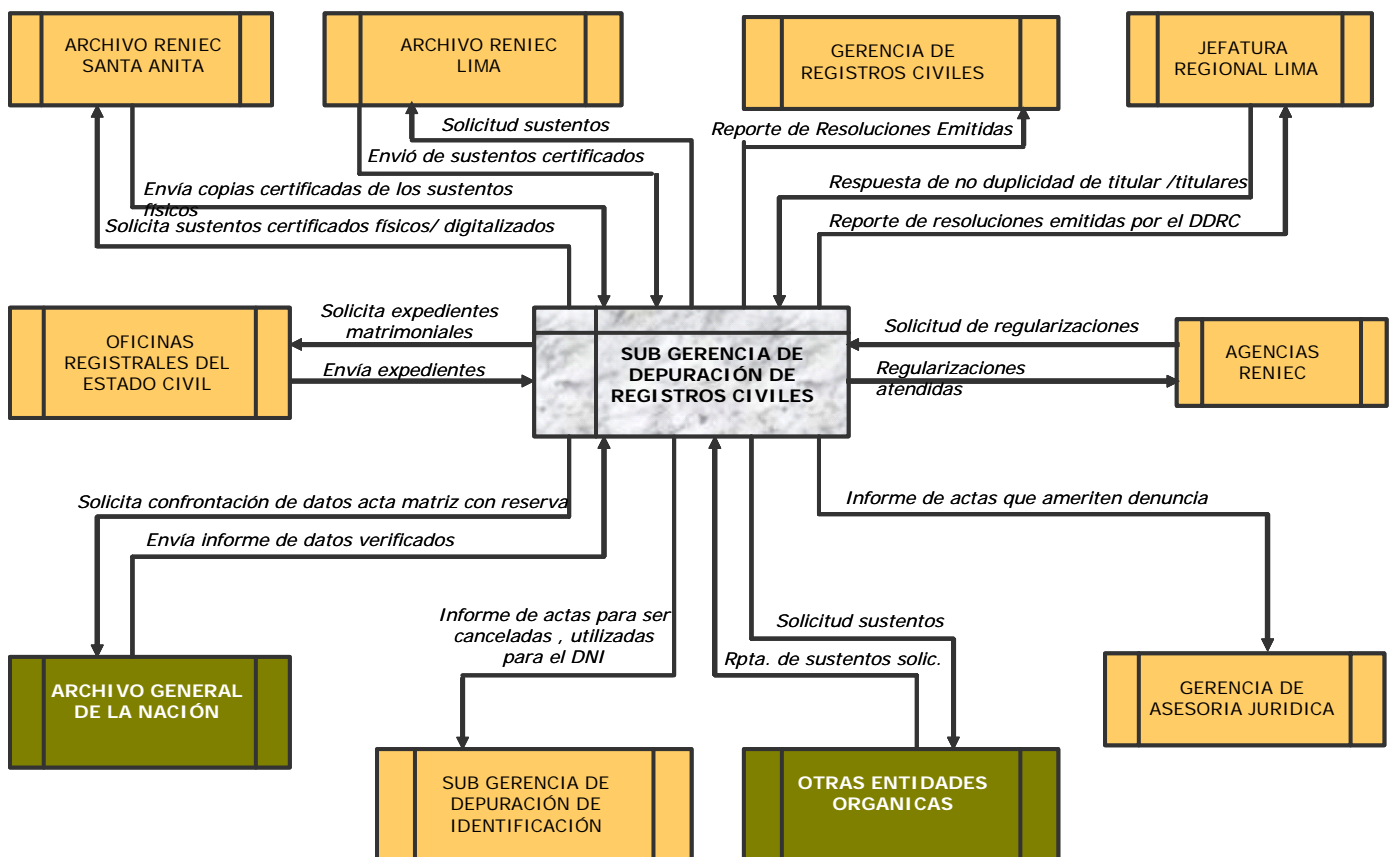 ARCHIVO RENIEC
SANTA ANITA
ARCHIVO RENIEC
LIMA
GERENCIA DE
REGISTROS CIVILES
JEFATURA
REGIONAL LIMA
Solicitud sustentos
Envió de sustentos certificados
Reporte de Resoluciones Emitidas
Envía copias certificadas de los sustentos
físicos
Solicita sustentos certificados físicos/ digitalizados
Respuesta de no duplicidad de titular /titulares
Reporte de resoluciones emitidas por el DDRC
OFICINAS
REGISTRALES DEL
ESTADO CIVIL
Solicita expedientes
matrimoniales
Envía expedientes
SUB GERENCIA DE
DEPURACIÓN DE
REGISTROS CIVILES
Solicitud de regularizaciones
Regularizaciones
atendidas
AGENCIAS
RENIEC
Solicita confrontación de datos acta matriz con reserva
Envía informe de datos verificados
Informe de actas que ameriten denuncia
Informe de actas para ser
canceladas , utilizadas
para el DNI
Solicitud sustentos
Rpta. de sustentos solic.
ARCHIVO GENERAL
DE LA NACIÓN
GERENCIA DE
ASESORIA JURIDICA
SUB GERENCIA DE
DEPURACIÓN DE
IDENTIFICACIÓN
OTRAS ENTIDADES
ORGANICAS